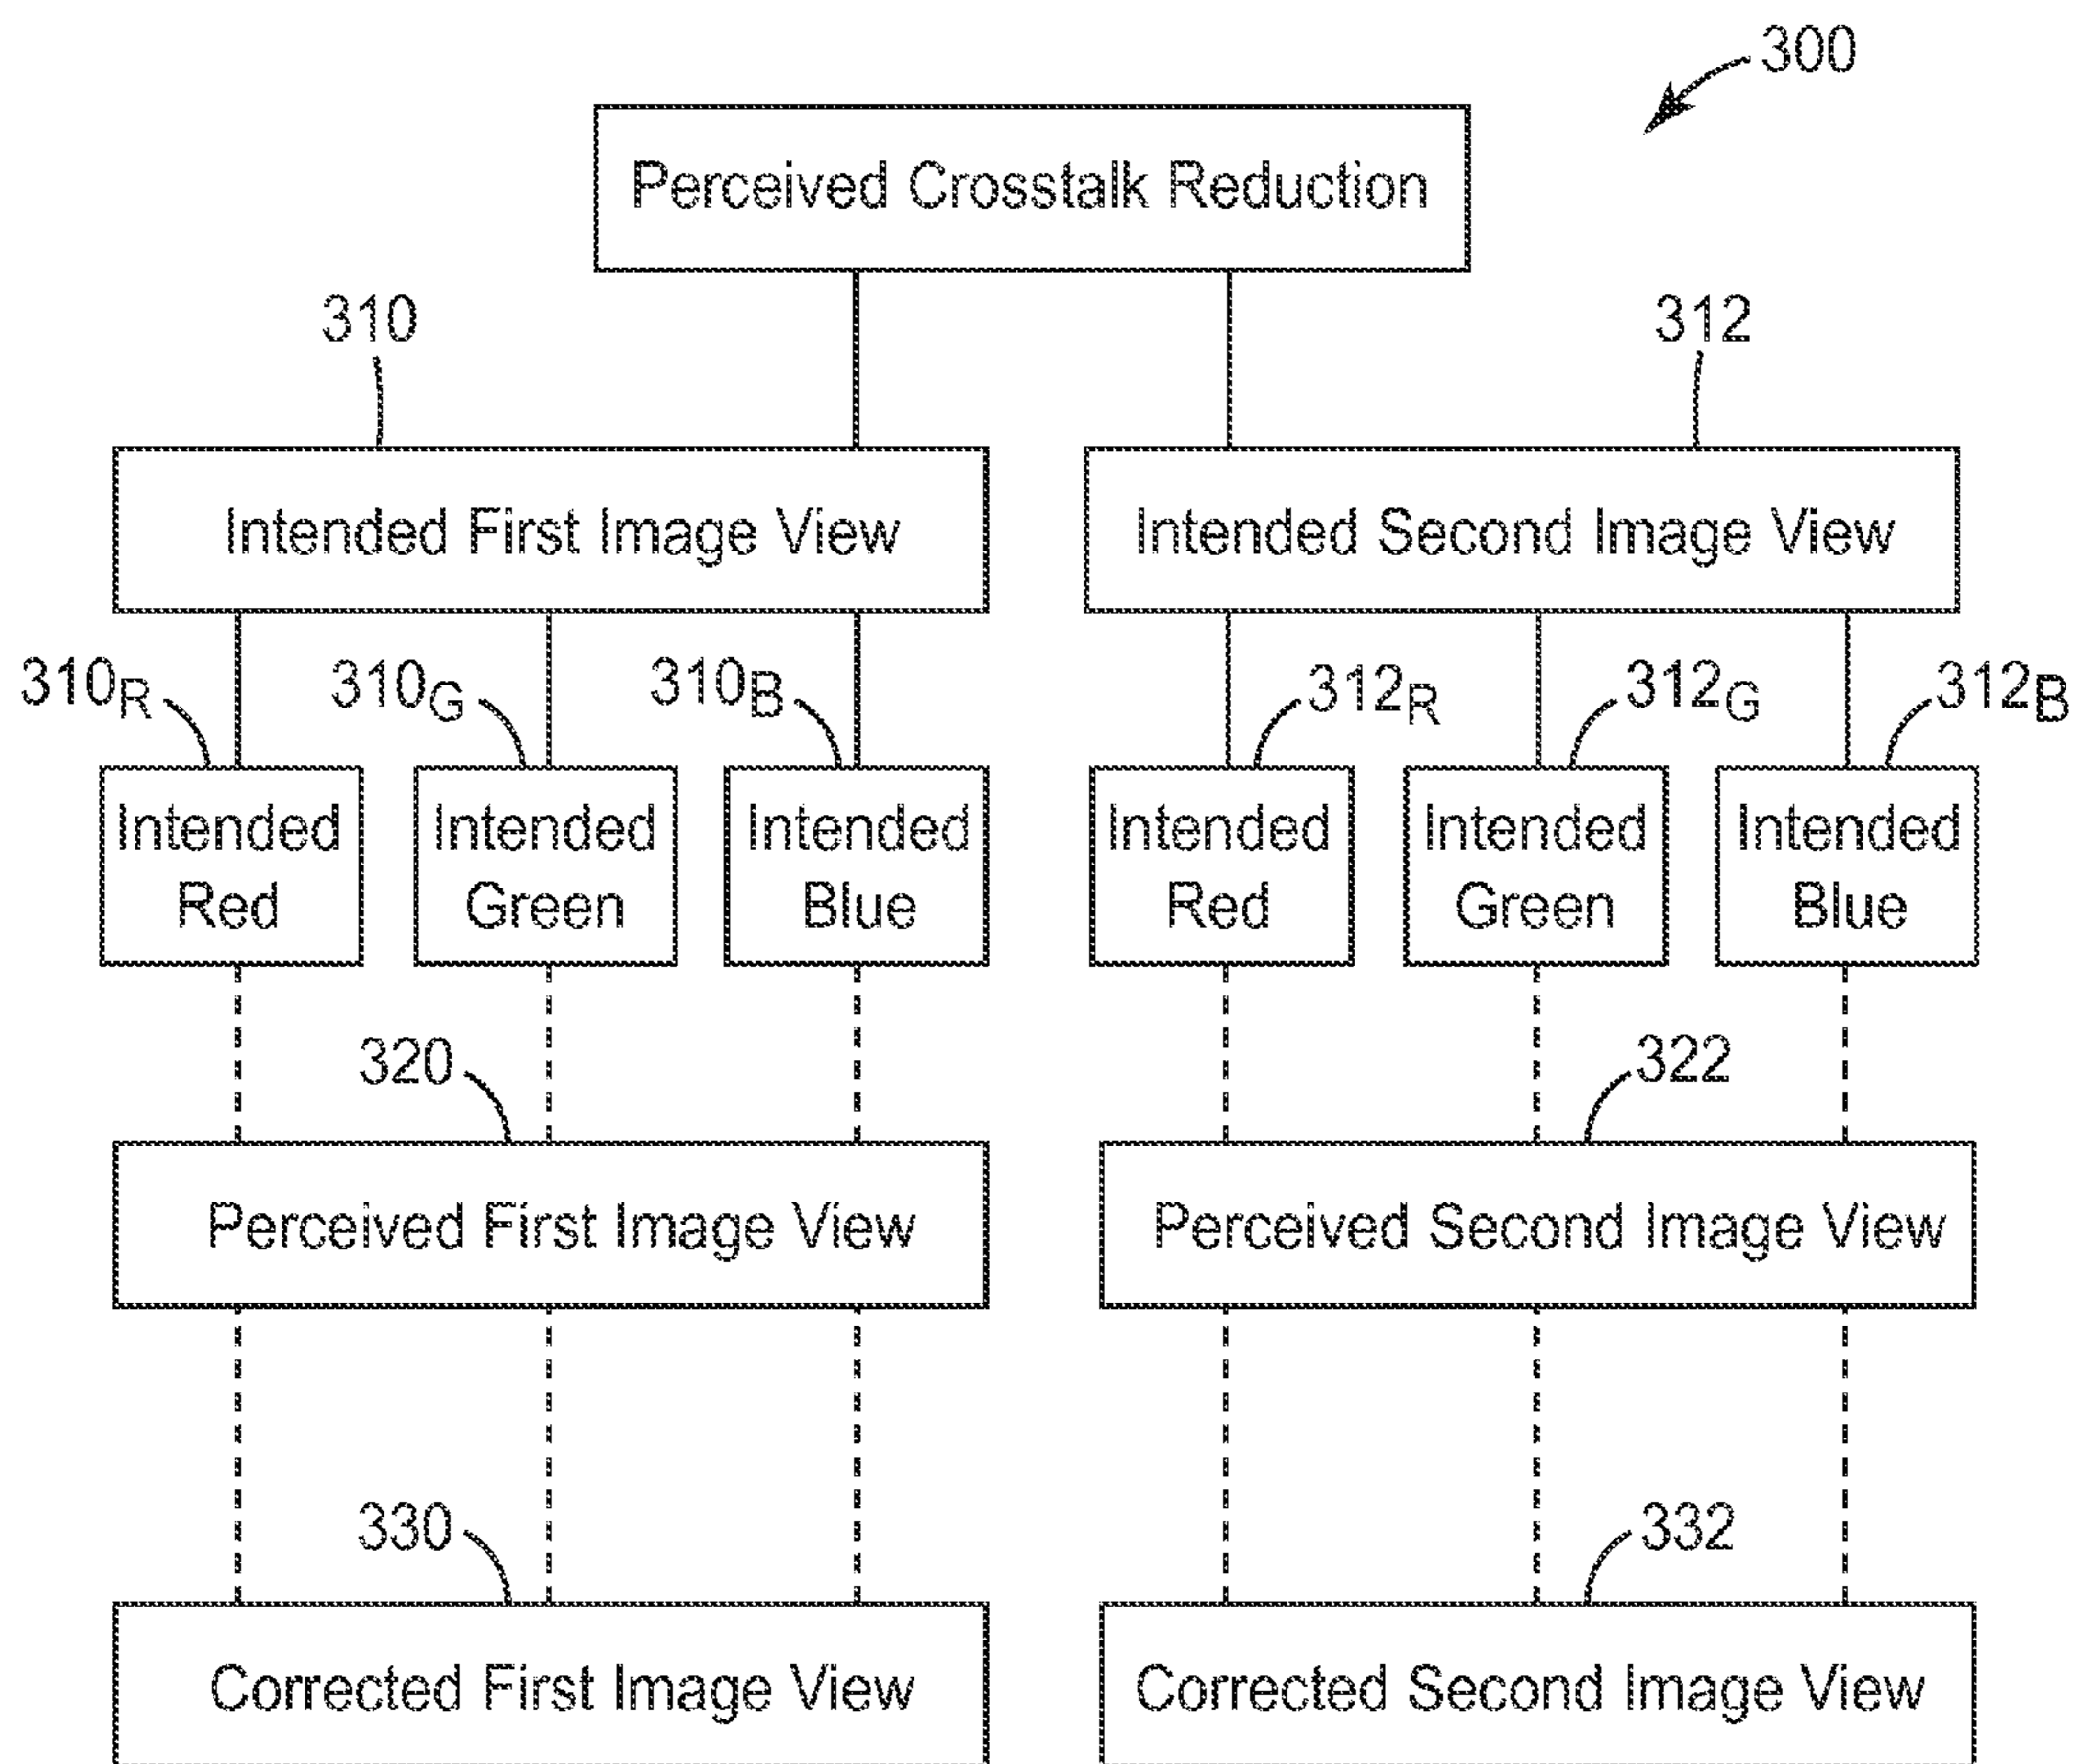 300
Perceived Crosstalk Reduction
310
312
Intended First Image View
Intended Second Image View
310R
310G
310B
312R
312G
312B
Intended
Red
Intended
Green
Intended
Blue
Intended
Red
Intended
Green
Intended
Blue
320
322
Perceived First Image View
Perceived Second Image View
330
332
Corrected First Image View
Corrected Second Image View